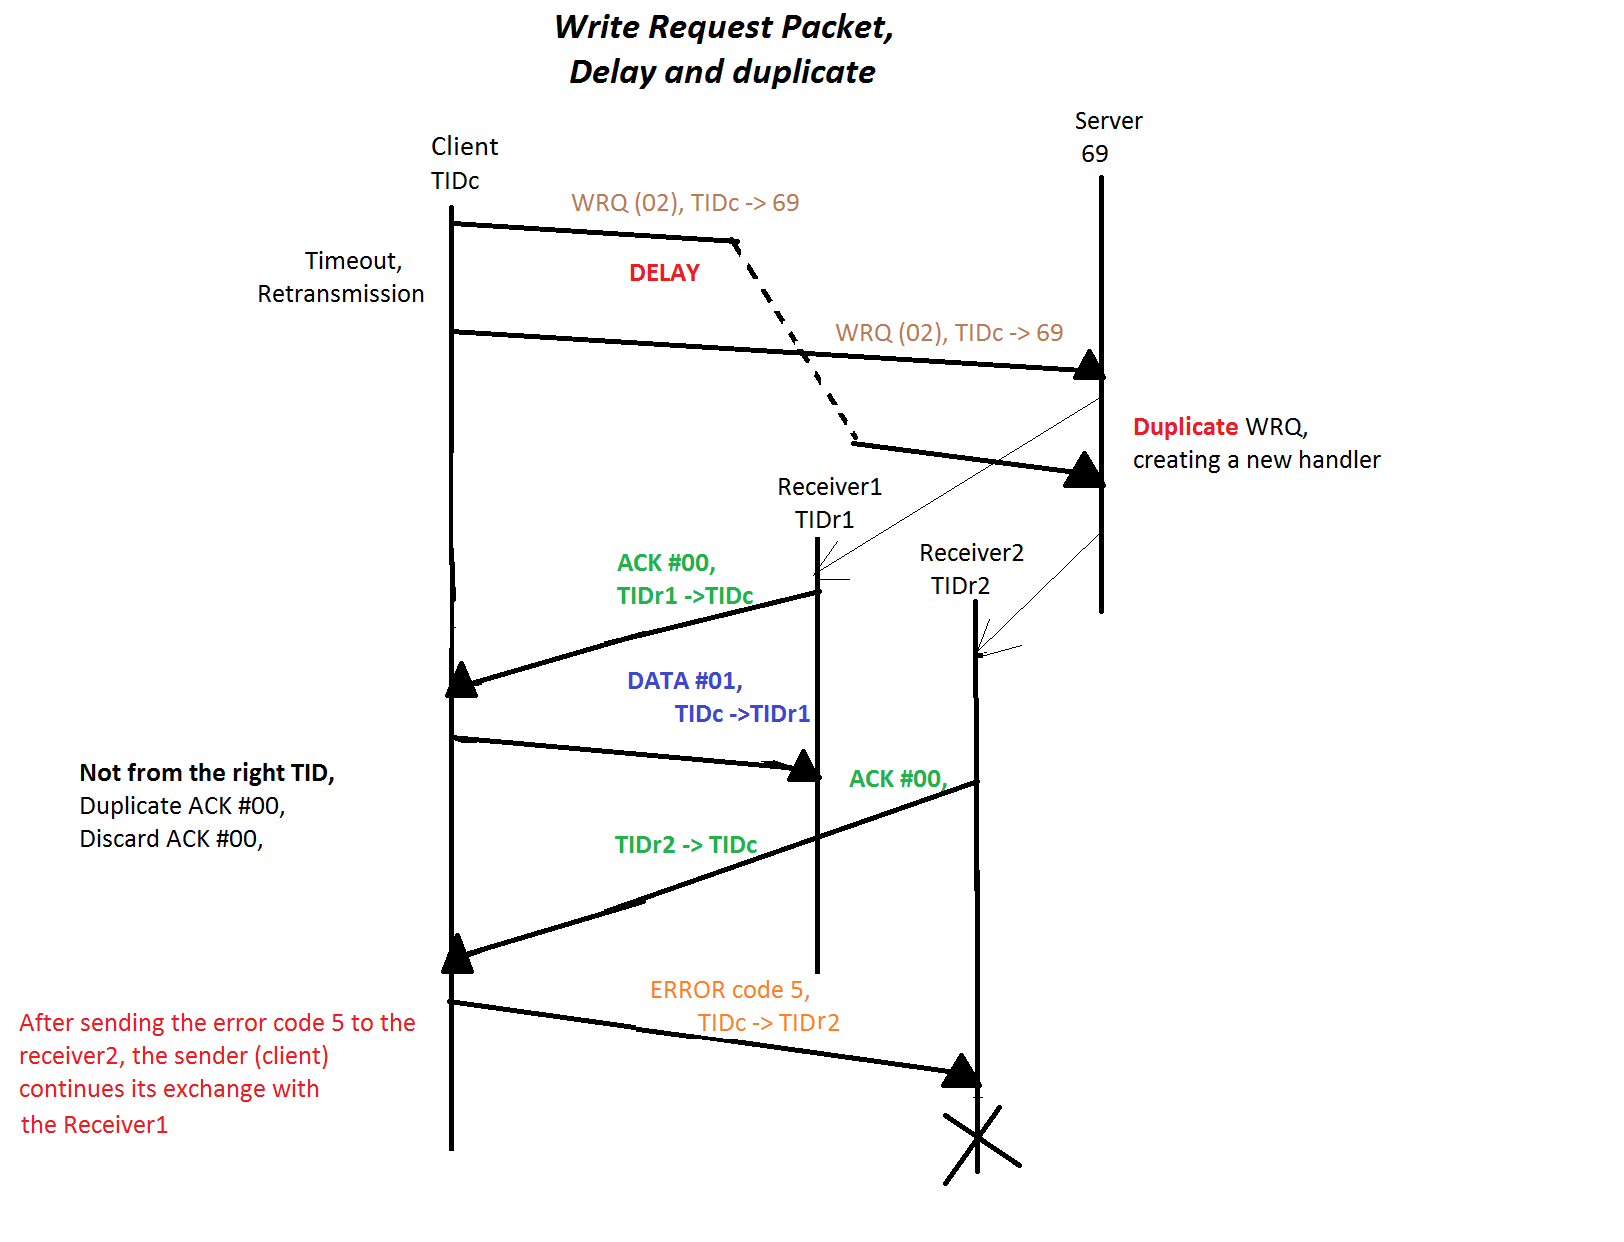 Write Request Packet,
Delay and duplicate
Server
69
Client
TIDc
WRQ (02), TIDc -> 69
Timeout,
Retransmission
DELAY
WRQ (02), TIDc -> 69
Duplicate WRQ,
creating a new handler
Receiver1
TIDr1
Receiver2
TIDr2
ACK #00,
TIDr1 ->TIDc
DATA #01,
TIDc ->TIDr1
Not from the right TID,
Duplicate ACK #00,
Discard ACK #00,
ACK #00,
TIDr2 -> TIDc
ERROR code 5,
TIDc -> TIDr2
After sending the error code 5 to the
receiver2, the sender (client)
continues its exchange with
the Receiver1